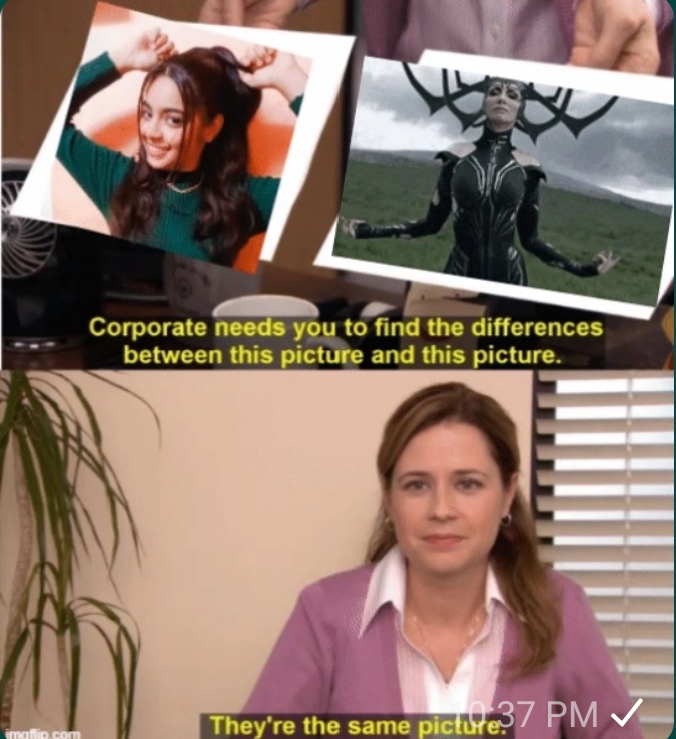 Corporate needs you to find the differences
between this picture and this picture.
They're the same picture.
10:37 PM
imgflip.com